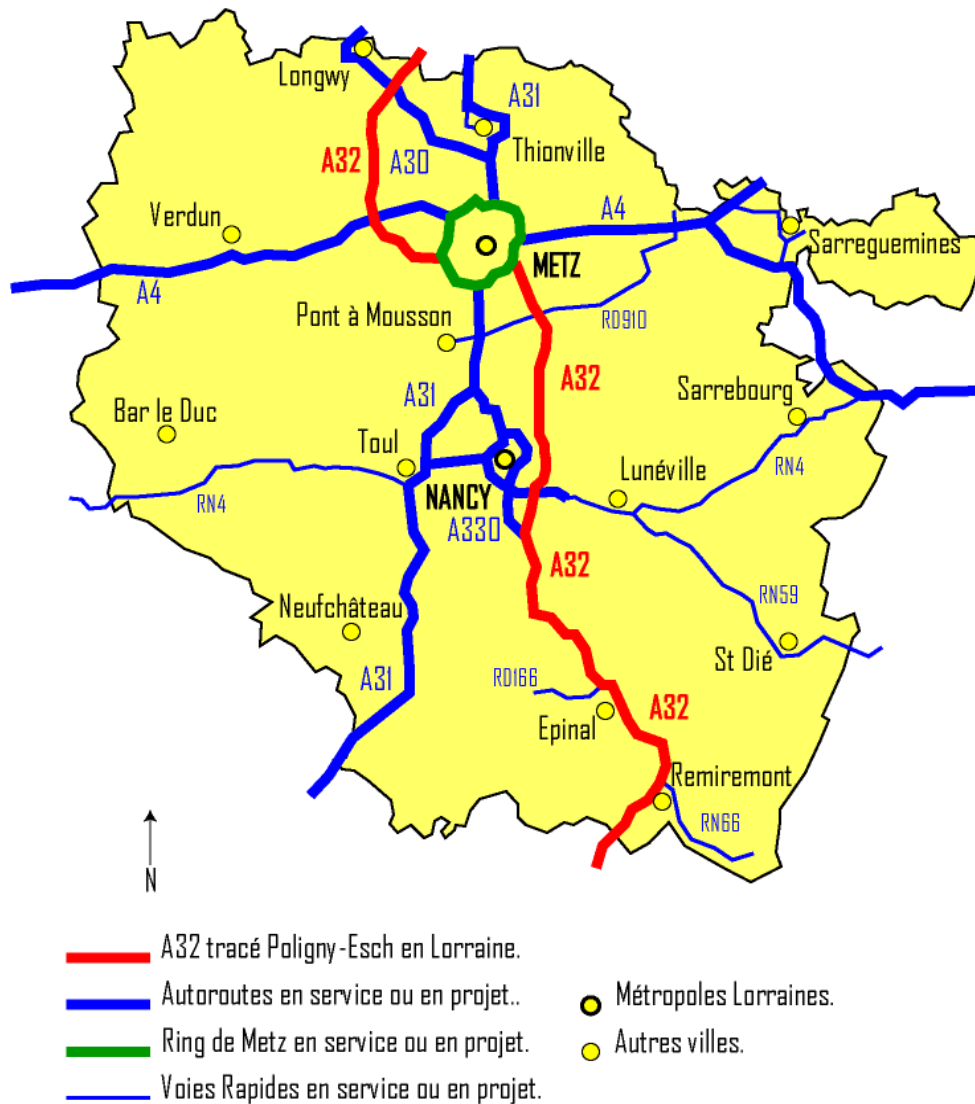 Longwy
A31
A32
A30
Thionville
Verdun
A4
Sarreguemines
METZ
A4
Pont à Mousson
RD910
A32
A31
Sarrebourg
Bar le Duc
Toul
Lunéville
RN4
RN4
NANCY
A330
A32
RN59
Neufchâteau
St Dié
A31
RD166
A32
Epinal
Remiremont
RN66
N
A32 tracé Poligny-Esch en Lorraine.
Autoroutes en service ou en projet..
Métropoles Lorraines.
Ring de Metz en service ou en projet.
Autres villes.
Voies Rapides en service ou en projet.